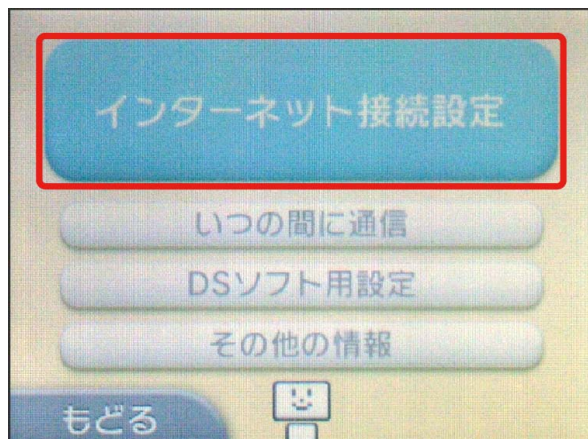 インターネット接続設定
いつの間に通信
DSソフト用設定
その他の情報
もどる